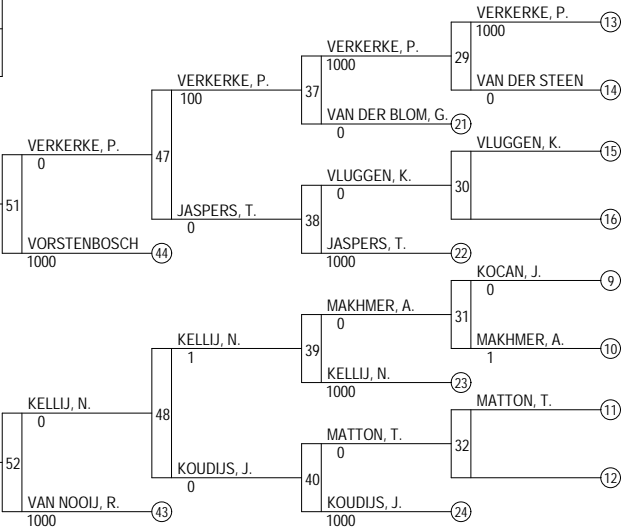 VERKERKE, P. 13
1000
29
VERKERKE, P.
1000
VAN DER STEEN 14
0
37
VERKERKE, P.
100
VAN DER BLOM, G. 21
0
VERKERKE, P.
0
47
VLUGGEN, K. 15
VLUGGEN, K.
0
30
51
JASPERS, T.
0
38
16
VORSTENBOSCH 44
1000
JASPERS, T. 22
1000
KOCAN, J. 9
0
MAKHMER, A.
0
31
KELLIJ, N.
1
39
MAKHMER, A. 10
1
KELLIJ, N. 23
1000
KELLIJ, N.
0
48
MATTON, T. 11
MATTON, T.
0
32
52
KOUDIJS, J.
0
40
12
VAN NOOIJ, R. 43
1000
KOUDIJS, J. 24
1000